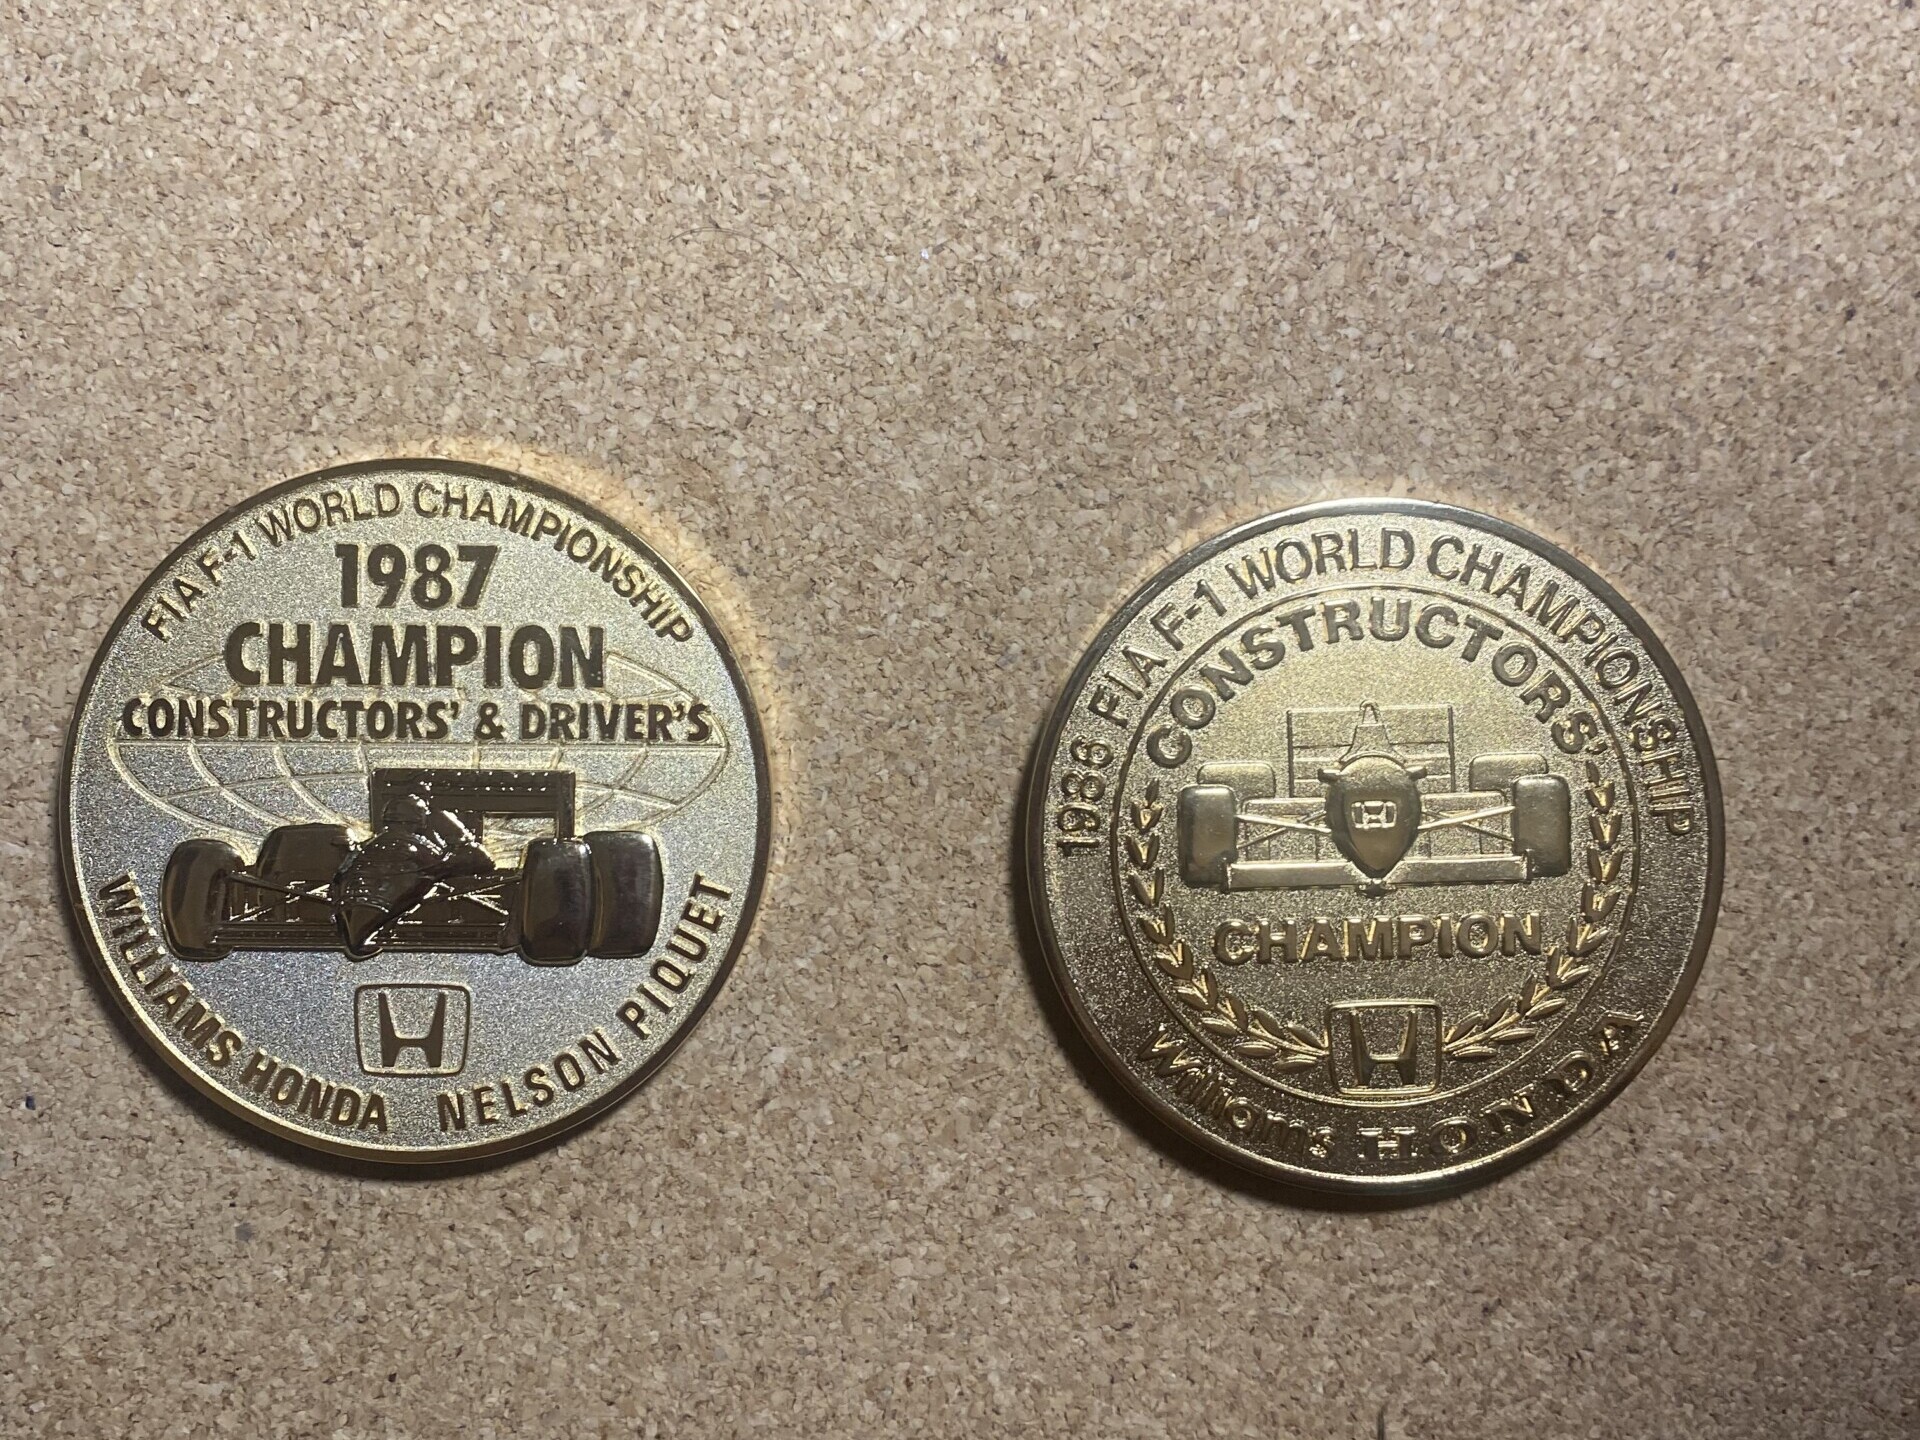 FIA F-1 WORLD CHAMPIONSHIP
1987
CHAMPION
CONSTRUCTORS' & DRIVER'S
WILLIAMS HONDA NELSON PIQUET
1986 FIA F-1 WORLD CHAMPIONSHIP
CONSTRUCTORS'
CHAMPION
Williams HONDA